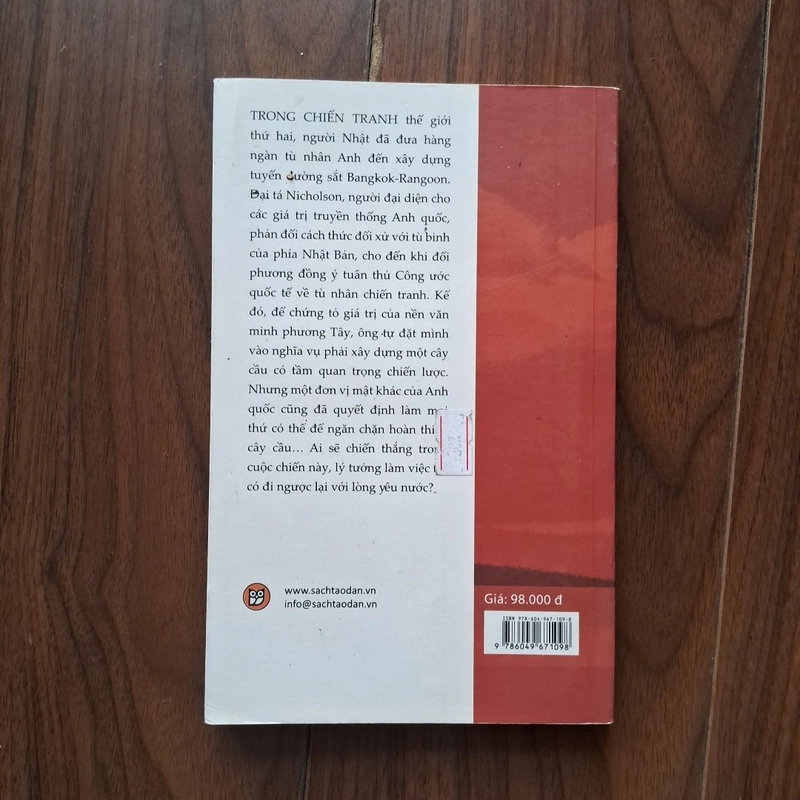 TRONG CHIẾN TRANH thế giới
thứ hai, người Nhật đã đưa hàng
ngàn tù nhân Anh đến xây dựng
tuyến đường sắt Bangkok-Rangoon.
Đại tá Nicholson, người đại diện cho
các giá trị truyền thống Anh quốc,
phản đối cách thức đối xử với tù binh
của phía Nhật Bản, cho đến khi đối
phương đồng ý tuân thủ Công ước
quốc tế về tù nhân chiến tranh. Kế
đó, để chứng tỏ giá trị của nền văn
minh phương Tây, ông tự đặt mình
vào nghĩa vụ phải xây dựng một cây
cầu có tầm quan trọng chiến lược.
Nhưng một đơn vị mật khác của Anh
quốc cũng đã quyết định làm
thứ có thể để ngăn chặn hoàn
cây cầu... Ai sẽ chiến thắng
cuộc chiến này, lý tưởng làm việc
có đi ngược lại với lòng yêu nước?
www.sachtaodan.vn
info@sachtaodan.vn
Giá: 98.000 đ
ISBN 978-604-967-109-8
9 786049 671098